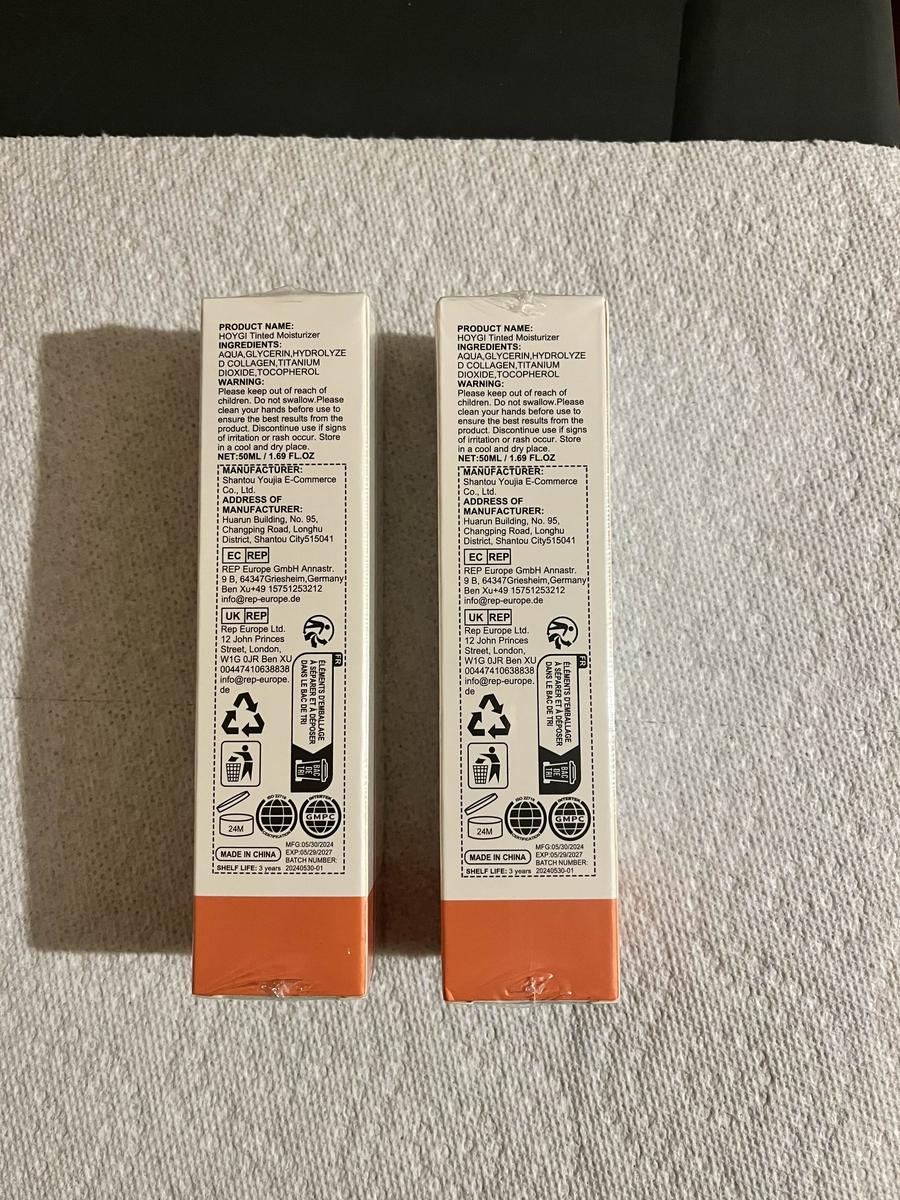 PRODUCT NAME:
HOYGI Tinted Moisturizer
INGREDIENTS:
AQUA,GLYCERIN,HYDROLYZE
D COLLAGEN,TITANIUM
DIOXIDE,TOCOPHEROL
WARNING:
Please keep out of reach of
children. Do not swallow.Please
clean your hands before use to
ensure the best results from the
product. Discontinue use if signs
of irritation or rash occur. Store
in a cool and dry place.
NET:50ML / 1.69 FL.OZ
MANUFACTURER:
Shantou Youjia E-Commerce
Co., Ltd.
ADDRESS OF
MANUFACTURER:
Huarun Building, No. 95,
Changping Road, Longhu
District, Shantou City515041
EC REP
REP Europe GmbH Annastr.
9 B, 64347Griesheim,Germany
Ben Xu+49 15751253212
info@rep-europe.de
UK REP
Rep Europe Ltd.
12 John Princes
Street, London,
W1G 0JR Ben XU
00447410638838
info@rep-europe.
de
FR
ÉLÉMENTS D'EMBALLAGE
À SÉPARER ET À DÉPOSER
DANS LE BAC DE TRI
BAC
DE
TRI
24M
ISO 22716
CERTIFICATION
GMPC
MADE IN CHINA
MFG:05/30/2024
EXP:05/29/2027
BATCH NUMBER:
SHELF LIFE: 3 years 20240530-01
PRODUCT NAME:
HOYGI Tinted Moisturizer
INGREDIENTS:
AQUA,GLYCERIN,HYDROLYZE
D COLLAGEN,TITANIUM
DIOXIDE,TOCOPHEROL
WARNING:
Please keep out of reach of
children. Do not swallow.Please
clean your hands before use to
ensure the best results from the
product. Discontinue use if signs
of irritation or rash occur. Store
in a cool and dry place.
NET:50ML / 1.69 FL.OZ
MANUFACTURER:
Shantou Youjia E-Commerce
Co., Ltd.
ADDRESS OF
MANUFACTURER:
Huarun Building, No. 95,
Changping Road, Longhu
District, Shantou City515041
EC REP
REP Europe GmbH Annastr.
9 B, 64347Griesheim,Germany
Ben Xu+49 15751253212
info@rep-europe.de
UK REP
Rep Europe Ltd.
12 John Princes
Street, London,
W1G 0JR Ben XU
00447410638838
info@rep-europe.
de
FR
ÉLÉMENTS D'EMBALLAGE
À SÉPARER ET À DÉPOSER
DANS LE BAC DE TRI
BAC
DE
TRI
24M
ISO 22716
CERTIFICATION
GMPC
MADE IN CHINA
MFG:05/30/2024
EXP:05/29/2027
BATCH NUMBER:
SHELF LIFE: 3 years 20240530-01